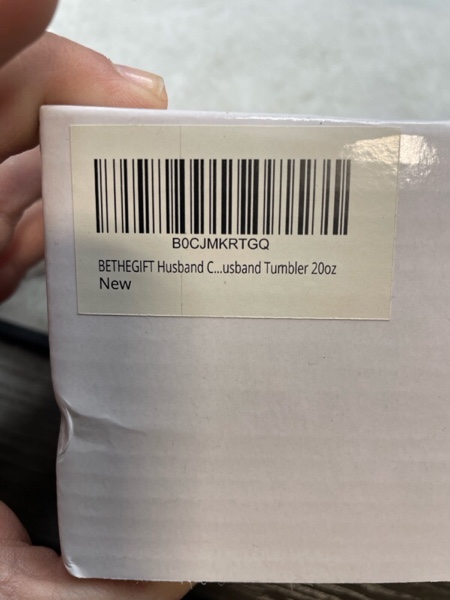 B0CJMKRTGQ
BETHEGIFT Husband C...usband Tumbler 20oz
New